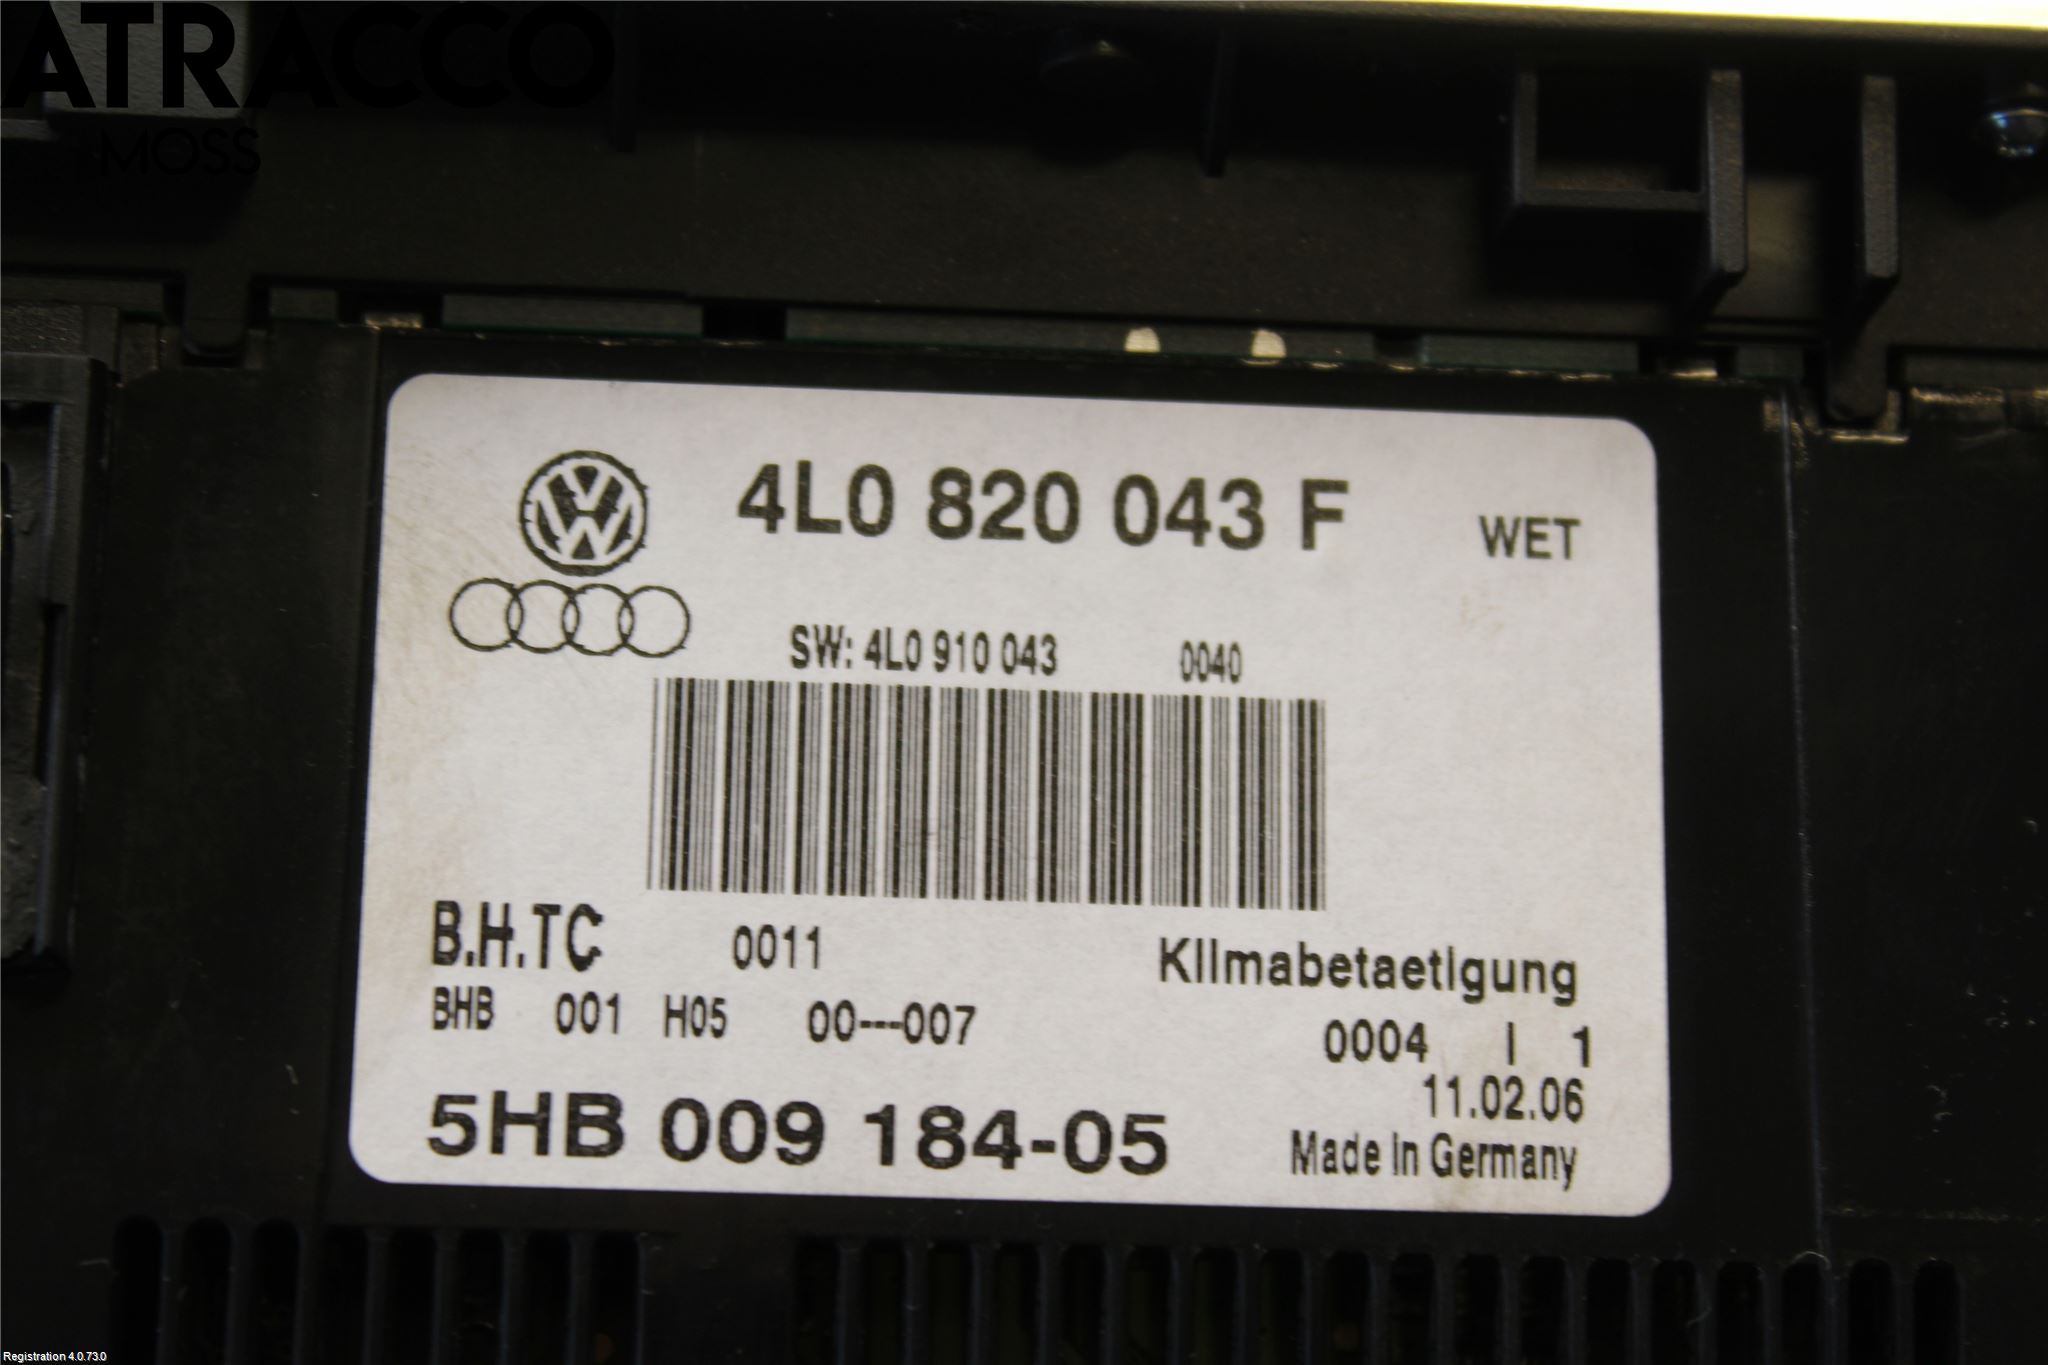 ATRACCO
MOSS
4L0 820 043 F
WET
SW: 4L0 910 043 0040
B.H.TC 0011 Klimabetaetigung
BHB 001 H05 00---007 0004 I 1
11.02.06
5HB 009 184-05 Made in Germany
Registration 4.0.73.0